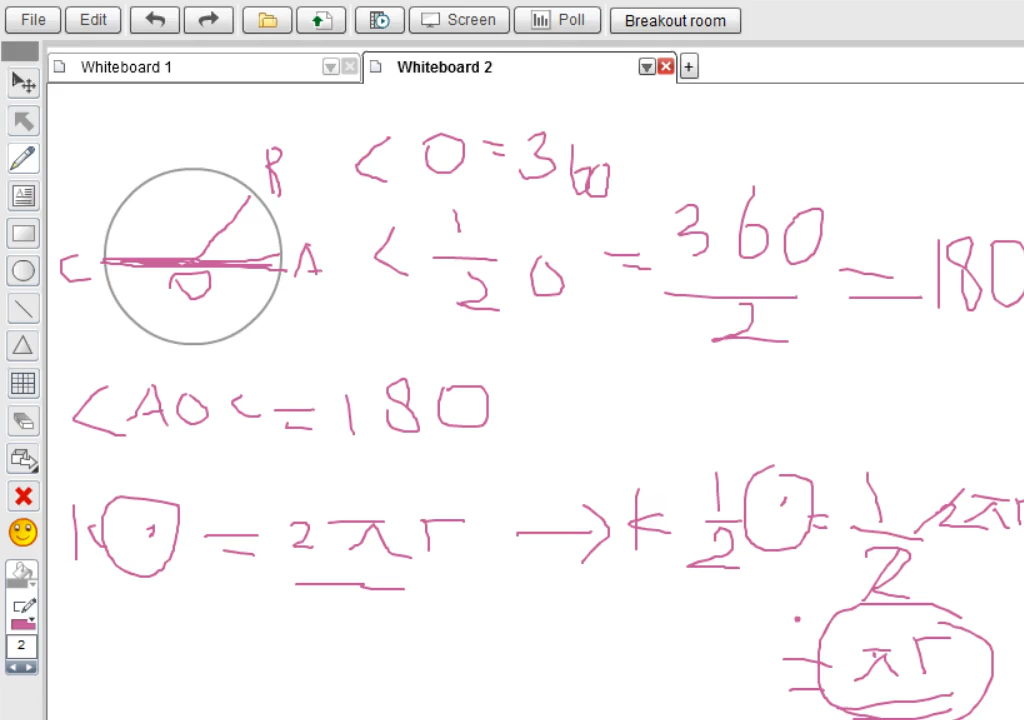 File Edit Screen Poll Breakout room
Whiteboard 1 Whiteboard 2 +
B
< O = 360
C O A
< 1/2 O = 360/2 = 180
<AOC = 180
K = 2πr → K 1/2 = 1/2 2πr
= πr
2